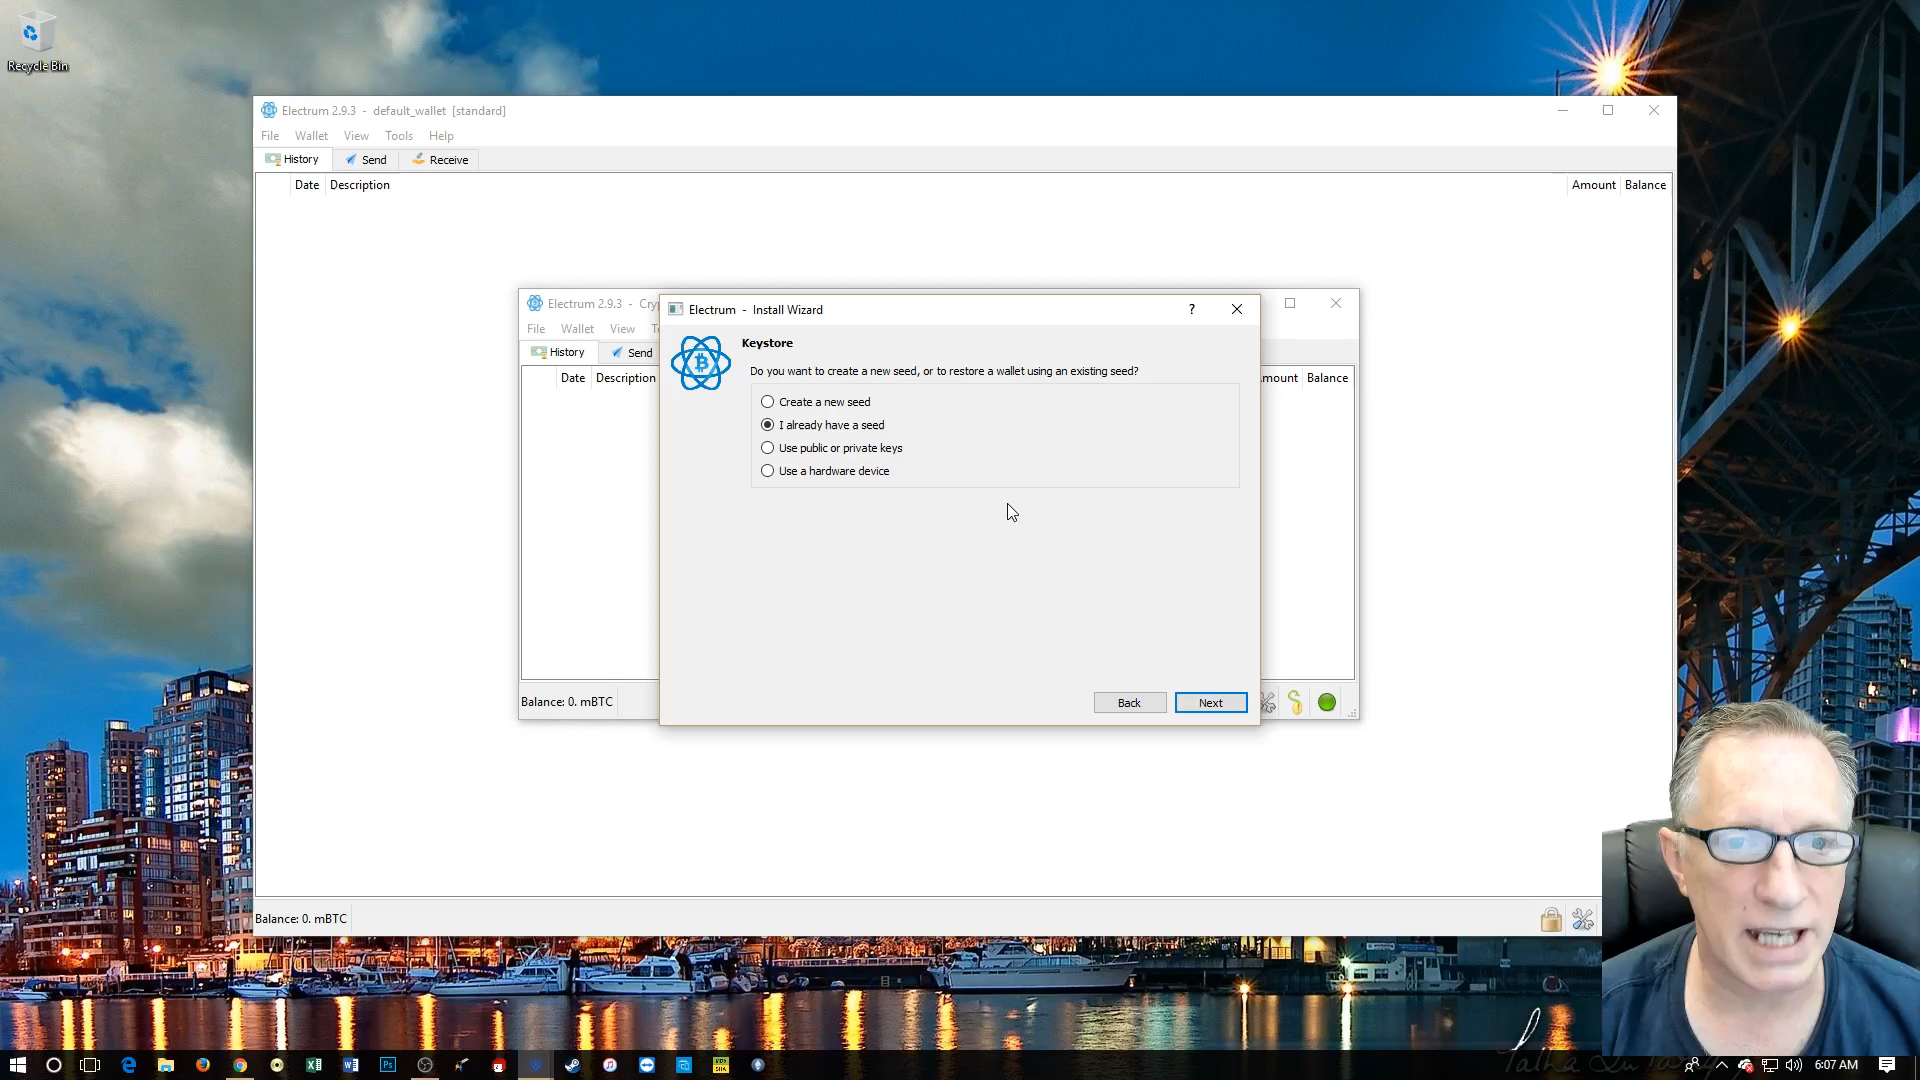 Recycle Bin
Electrum 2.9.3 - default_wallet [standard]
File Wallet View Tools Help
History Send Receive
Date Description Amount Balance
Electrum 2.9.3 - Cry
File Wallet View T
History Send
Date Description mount Balance
Electrum - Install Wizard ?
Keystore
Do you want to create a new seed, or to restore a wallet using an existing seed?
Create a new seed
I already have a seed
Use public or private keys
Use a hardware device
Back Next
Balance: 0. mBTC
Balance: 0. mBTC
6:07 AM